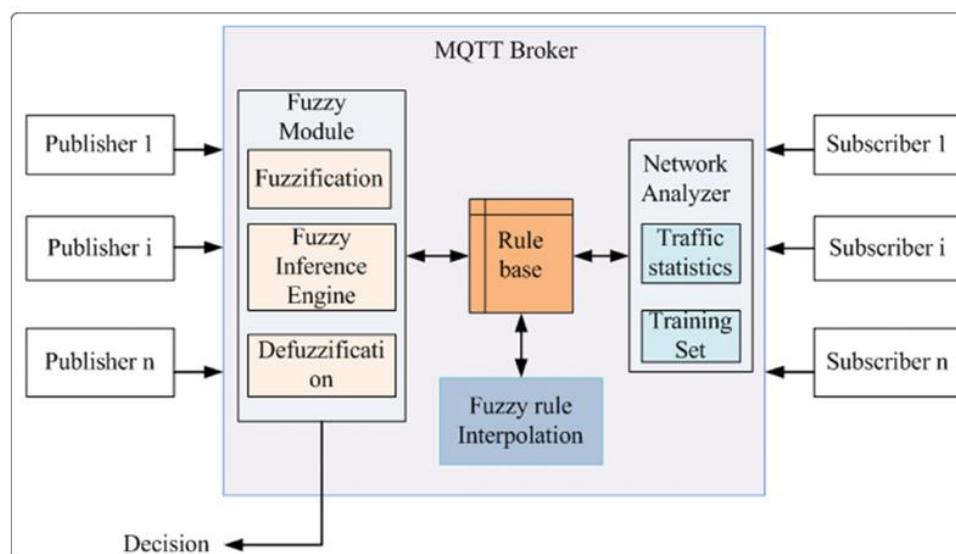 MQTT Broker
Publisher 1
Publisher i
Publisher n
Fuzzy
Module
Fuzzification
Fuzzy
Inference
Engine
Defuzzificati
on
Rule
base
Fuzzy rule
Interpolation
Network
Analyzer
Traffic
statistics
Training
Set
Subscriber 1
Subscriber i
Subscriber n
Decision